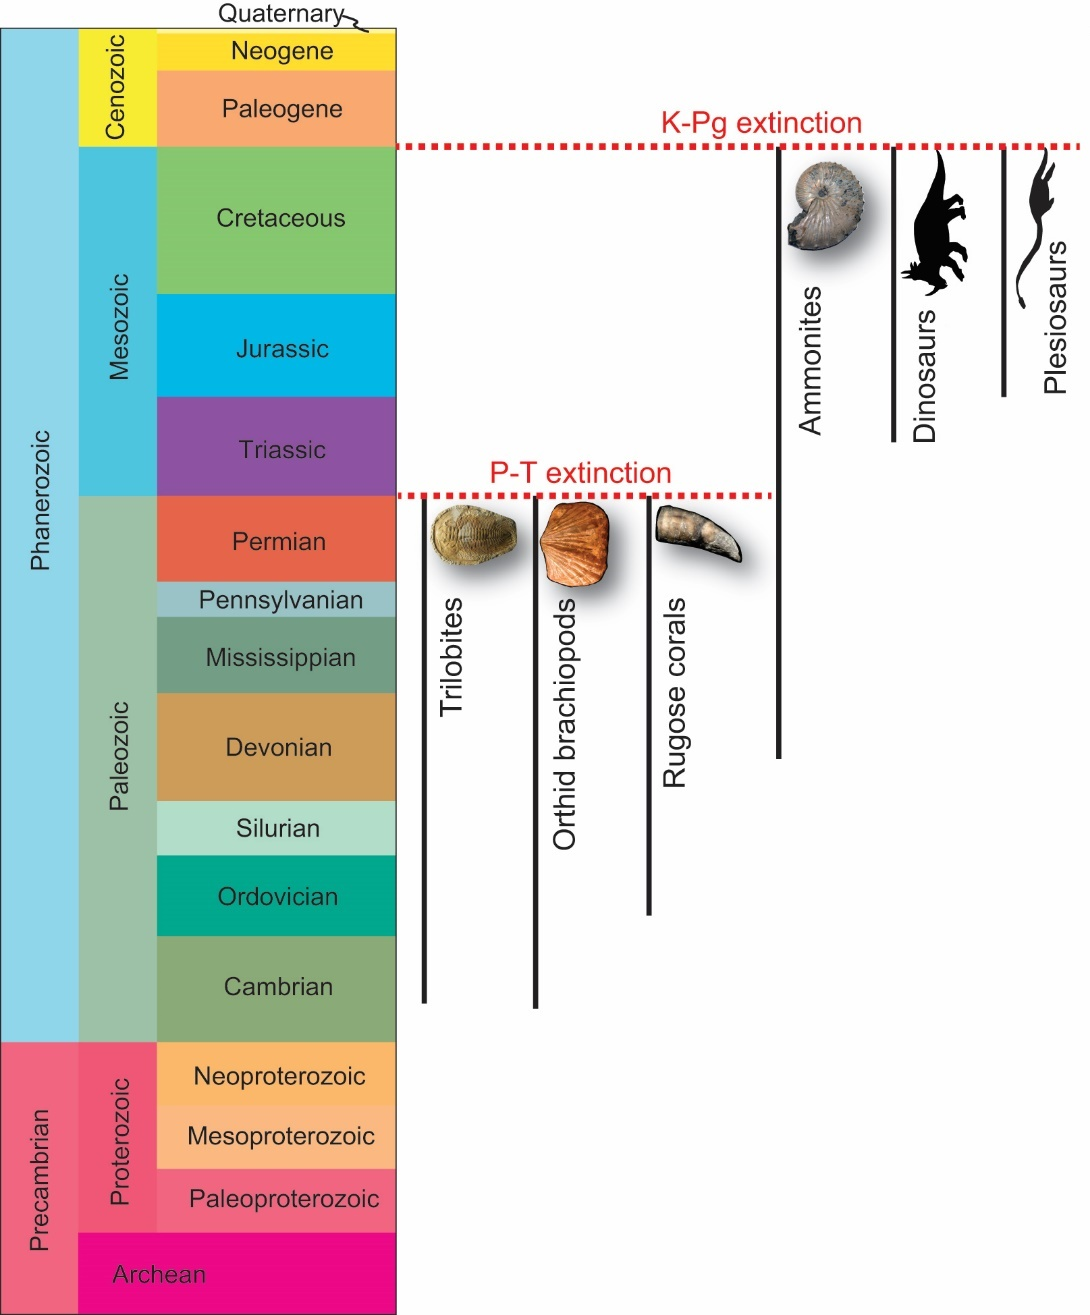 Quaternary
Neogene
Paleogene
Cenozoic
K-Pg extinction
Cretaceous
Jurassic
Triassic
Mesozoic
Ammonites
Dinosaurs
Plesiosaurs
Phanerozoic
P-T extinction
Permian
Pennsylvanian
Mississippian
Devonian
Silurian
Ordovician
Cambrian
Paleozoic
Trilobites
Orthid brachiopods
Rugose corals
Neoproterozoic
Mesoproterozoic
Paleoproterozoic
Proterozoic
Precambrian
Archean